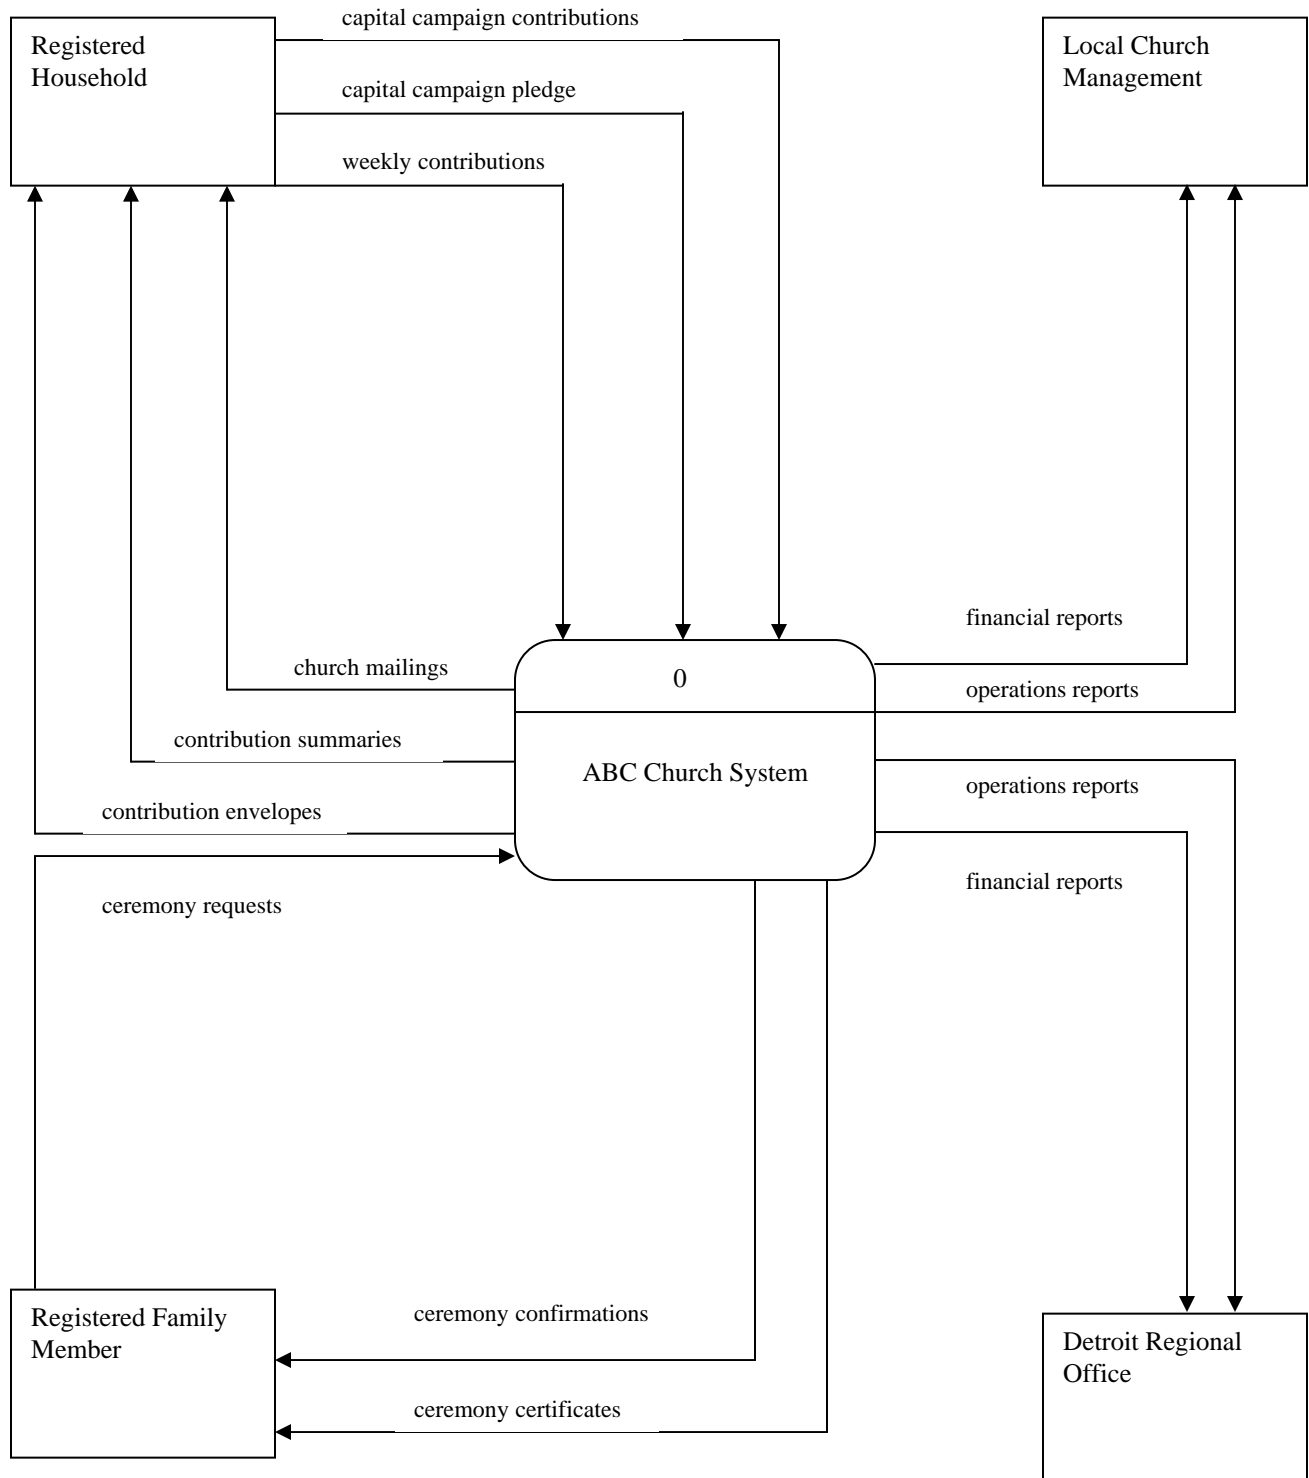 capital campaign contributions
Registered
Household
Local Church
Management
capital campaign pledge
weekly contributions
financial reports
church mailings
0
operations reports
contribution summaries
ABC Church System
operations reports
contribution envelopes
financial reports
ceremony requests
Registered Family
Member
ceremony confirmations
Detroit Regional
Office
ceremony certificates